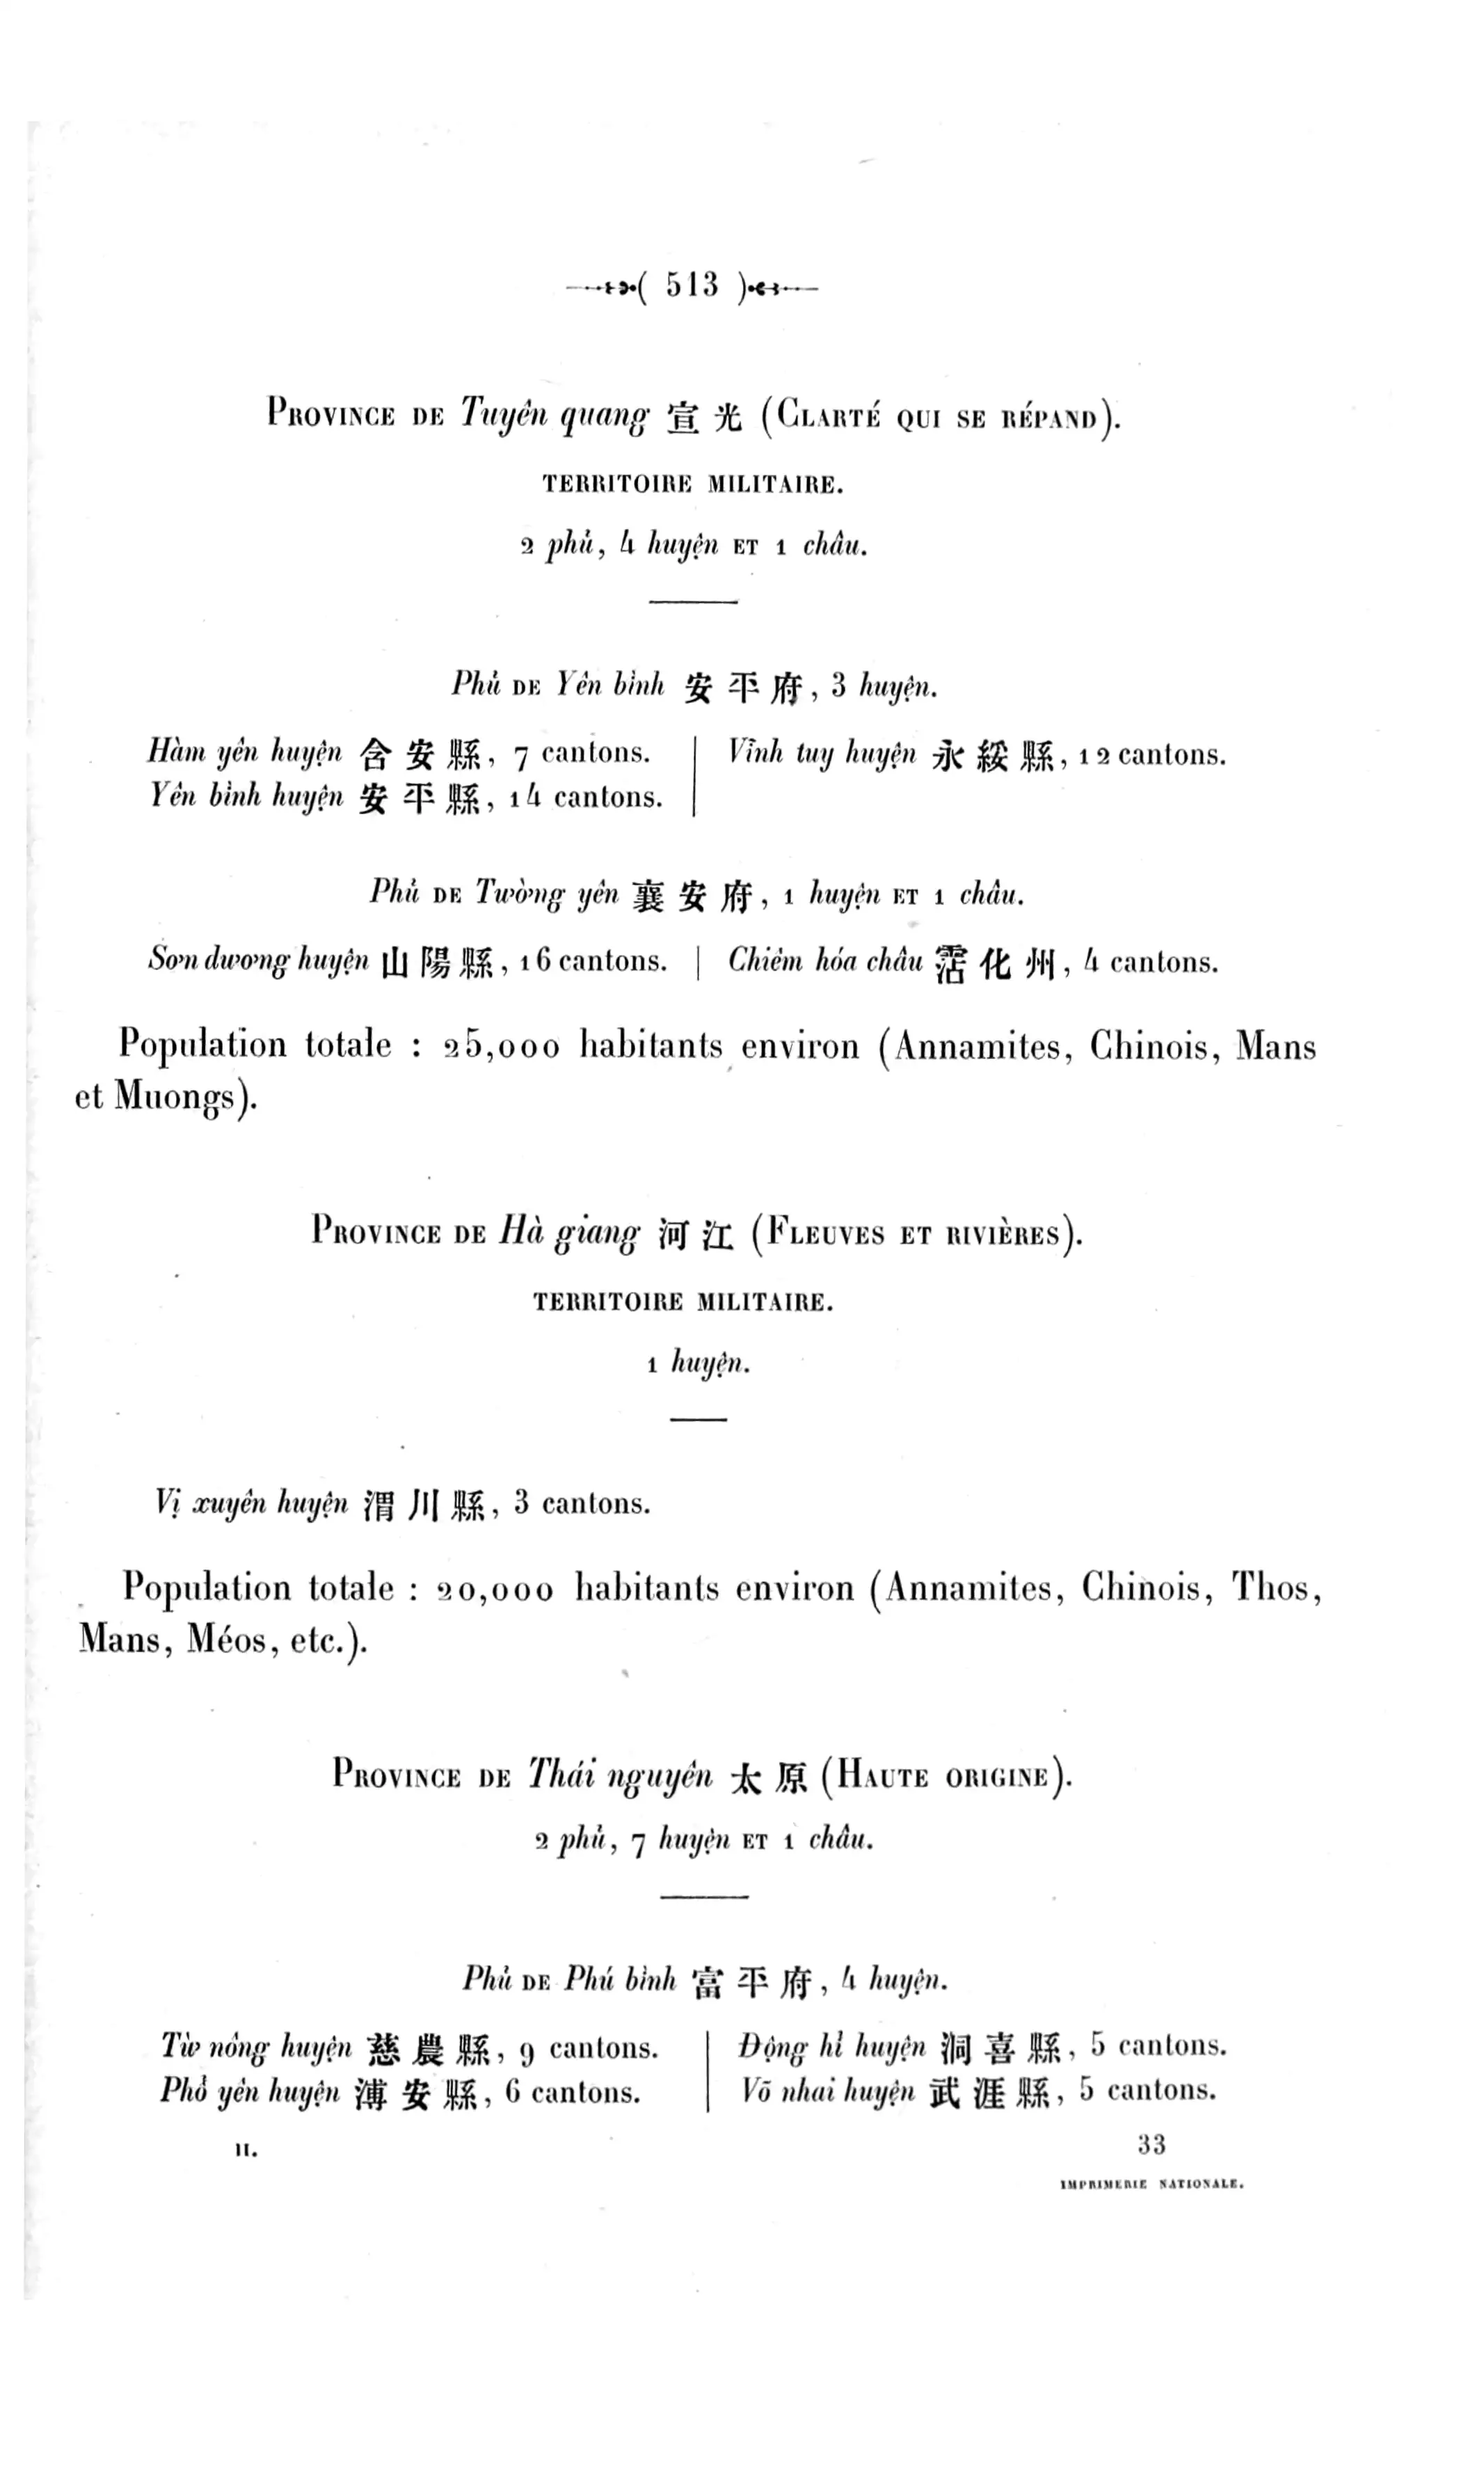 ( 513 )
PROVINCE DE Tuyên quang 宣光 (CLARTÉ QUI SE RÉPAND).
TERRITOIRE MILITAIRE.
2 phủ, 4 huyện ET 1 châu.
Phủ DE Yên bình 安平府, 3 huyện.
Hàm yên huyện 含安縣, 7 cantons.
Yên bình huyện 安平縣, 14 cantons.
Vĩnh tuy huyện 永綏縣, 12 cantons.
Phủ DE Tường yên 襄安府, 1 huyện ET 1 châu.
Sơn dương huyện 山陽縣, 16 cantons.
Chiêm hóa châu 霑化州, 4 cantons.
Population totale : 25,000 habitants environ (Annamites, Chinois, Mans
et Muongs).
PROVINCE DE Hà giang 河江 (FLEUVES ET RIVIÈRES).
TERRITOIRE MILITAIRE.
1 huyện.
Vị xuyên huyện 渭川縣, 3 cantons.
Population totale : 20,000 habitants environ (Annamites, Chinois, Thos,
Mans, Méos, etc.).
PROVINCE DE Thái nguyên 太原 (HAUTE ORIGINE).
2 phủ, 7 huyện ET 1 châu.
Phủ DE Phú bình 富平府, 4 huyện.
Từ nông huyện 慈農縣, 9 cantons.
Phổ yên huyện 溥安縣, 6 cantons.
Động hỉ huyện 洞喜縣, 5 cantons.
Võ nhai huyện 武涯縣, 5 cantons.
II. 33
IMPRIMERIE NATIONALE.